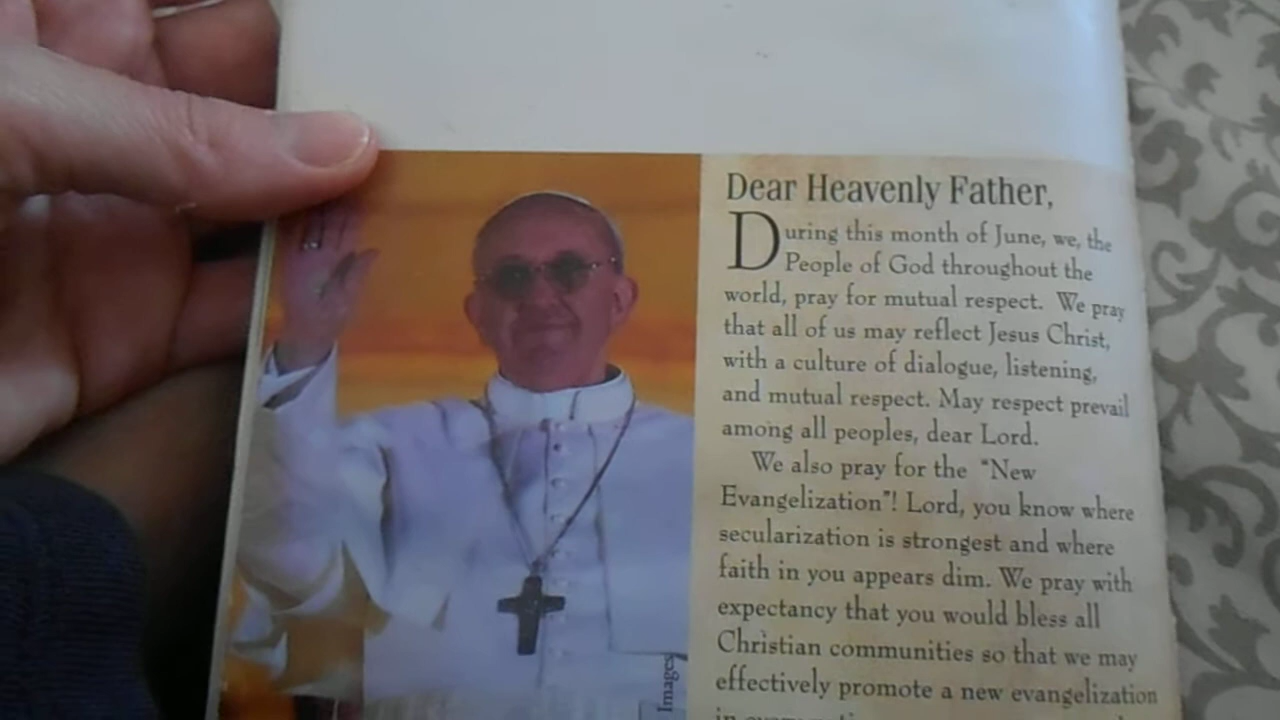 Dear Heavenly Father,
During this month of June, we, the
People of God throughout the
world, pray for mutual respect. We pray
that all of us may reflect Jesus Christ,
with a culture of dialogue, listening,
and mutual respect. May respect prevail
among all peoples, dear Lord.
We also pray for the "New
Evangelization"! Lord, you know where
secularization is strongest and where
faith in you appears dim. We pray with
expectancy that you would bless all
Christian communities so that we may
effectively promote a new evangelization
in
Images